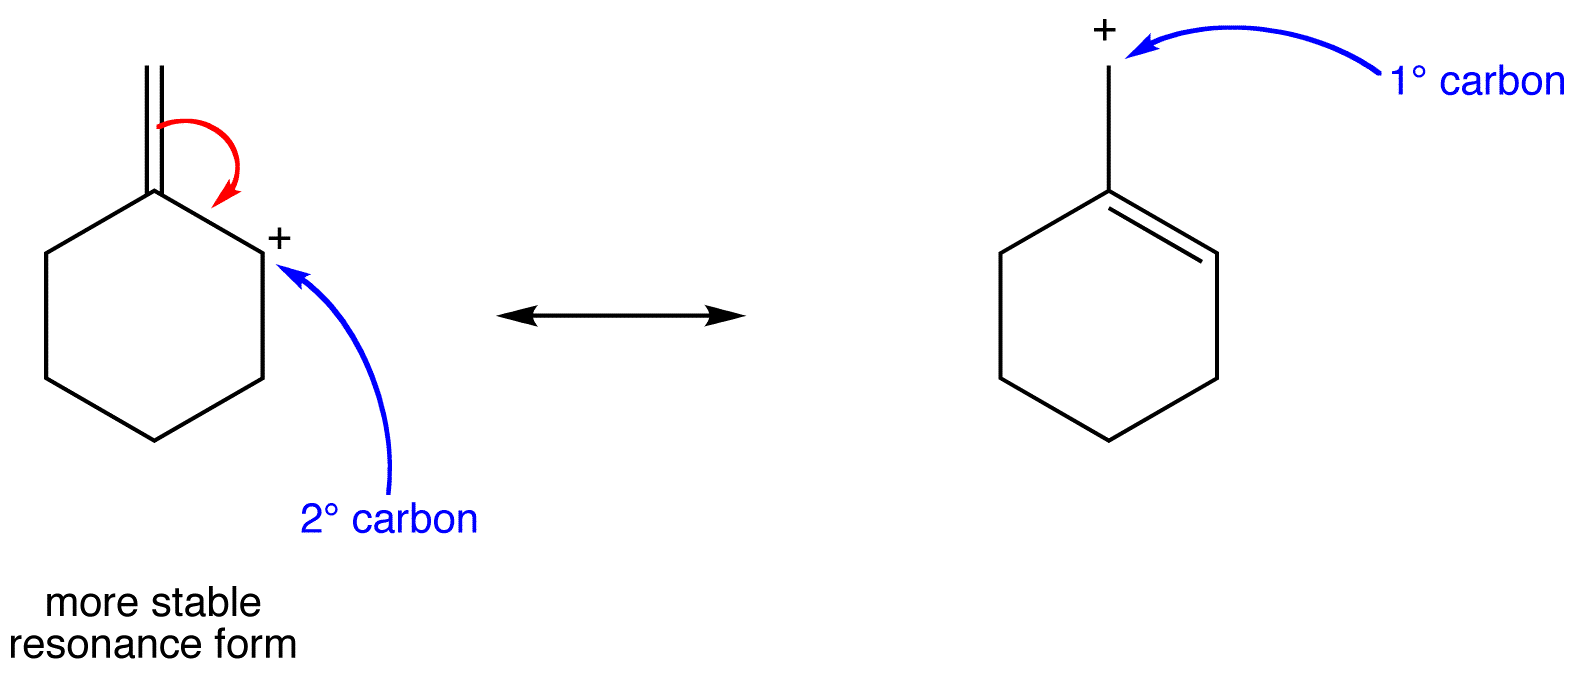 +
1° carbon
+
2° carbon
more stable
resonance form